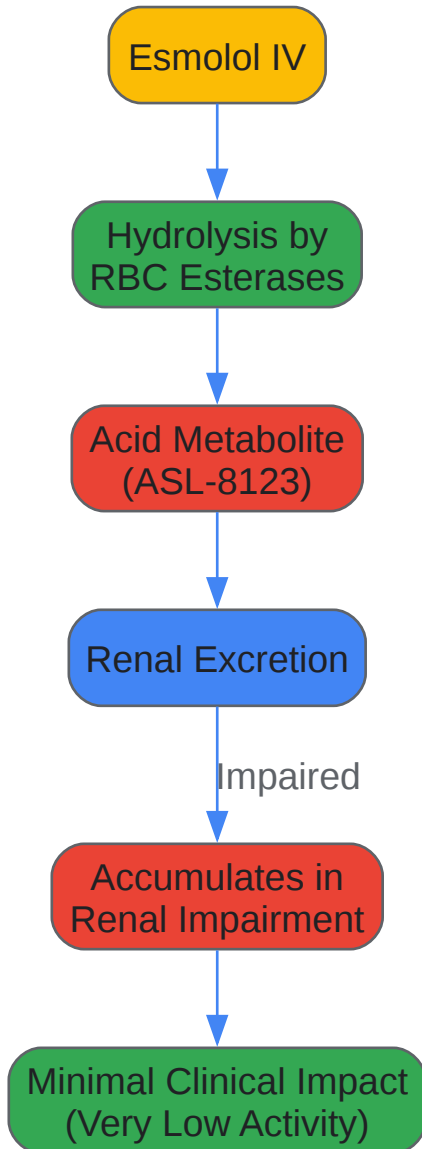 Esmolol IV
Hydrolysis by
RBC Esterases
Acid Metabolite
(ASL-8123)
Renal Excretion
Impaired
Accumulates in
Renal Impairment
Minimal Clinical Impact
(Very Low Activity)